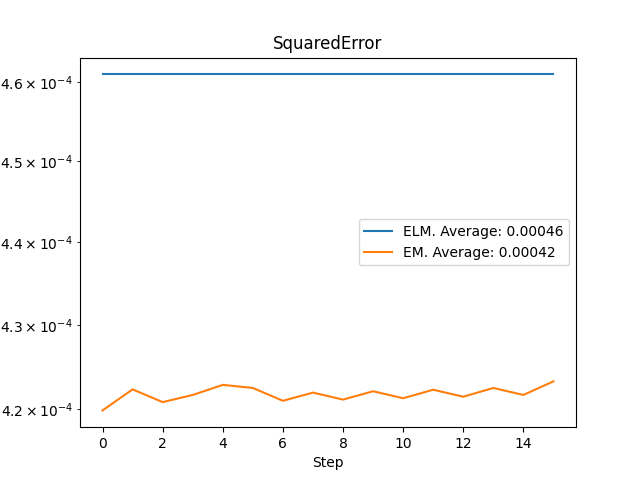 SquaredError
4.6 × 10⁻⁴
4.5 × 10⁻⁴
4.4 × 10⁻⁴
4.3 × 10⁻⁴
4.2 × 10⁻⁴
ELM. Average: 0.00046
EM. Average: 0.00042
0 2 4 6 8 10 12 14
Step